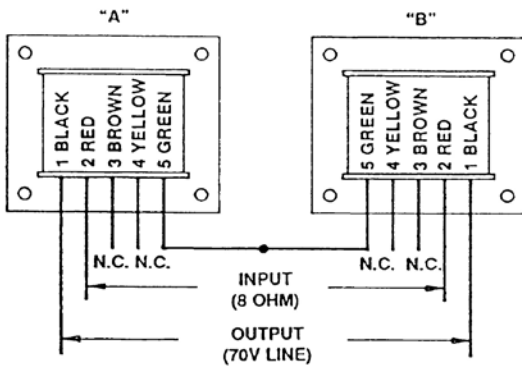 "A"
"B"
1 BLACK
2 RED
3 BROWN
4 YELLOW
5 GREEN
5 GREEN
4 YELLOW
3 BROWN
2 RED
1 BLACK
N.C. N.C.
N.C. N.C.
INPUT
(8 OHM)
OUTPUT
(70V LINE)